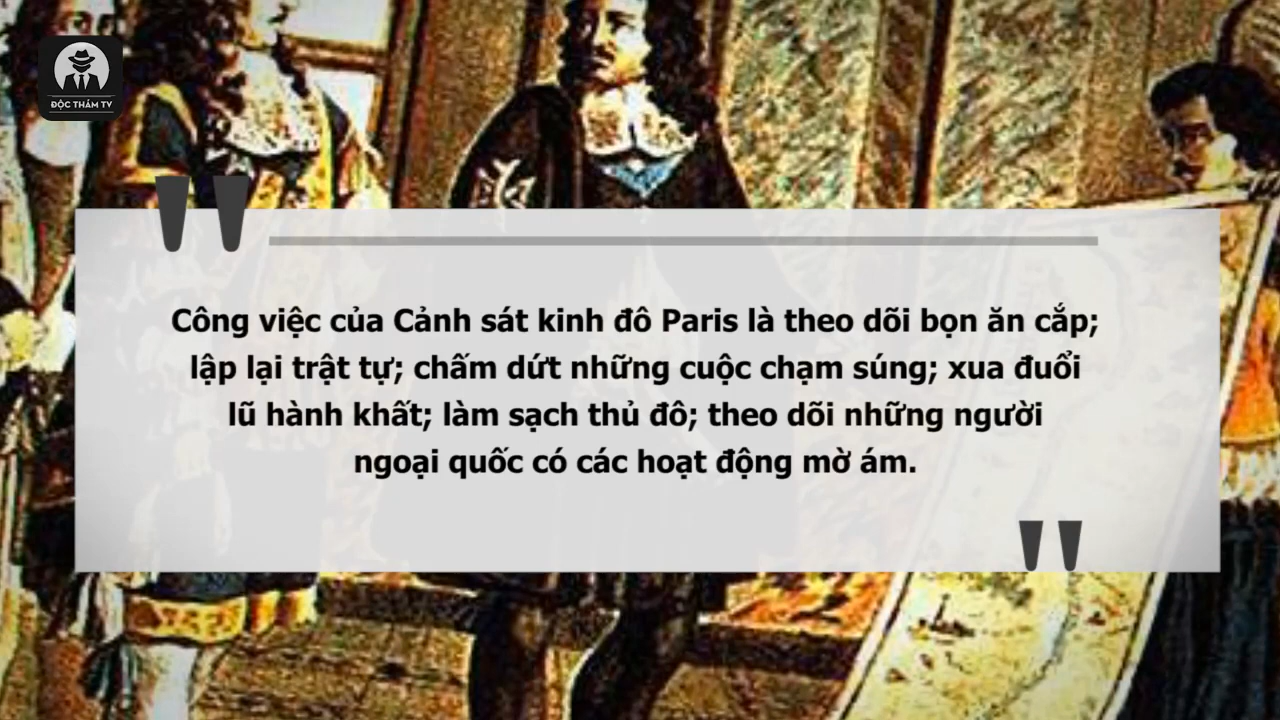 ĐỘC THÁM TV
"
Công việc của Cảnh sát kinh đô Paris là theo dõi bọn ăn cắp;
lập lại trật tự; chấm dứt những cuộc chạm súng; xua đuổi
lũ hành khất; làm sạch thủ đô; theo dõi những người
ngoại quốc có các hoạt động mờ ám.
"